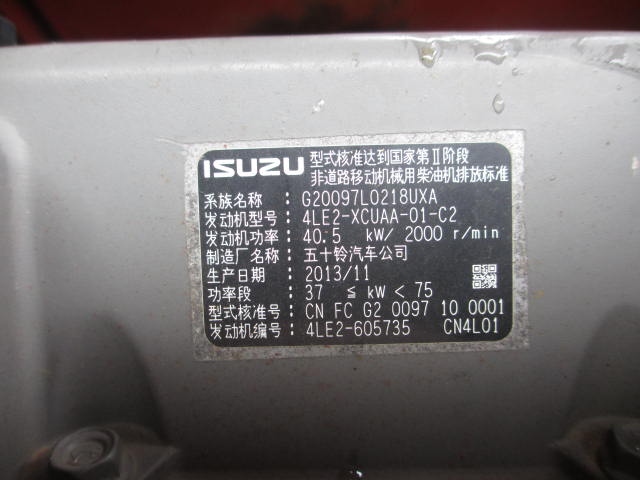 ISUZU 型式核准达到国家第Ⅱ阶段
非道路移动机械用柴油机排放标准
系族名称 : G20097L0218UXA
发动机型号: 4LE2-XCUAA-01-C2
发动机功率: 40.5 kW/ 2000 r/min
制造厂名称: 五十铃汽车公司
生产日期 : 2013/11
功率段 : 37 ≦ kW < 75
型式核准号: CN FC G2 0097 10 0001
发动机编号: 4LE2-605735 CN4L01